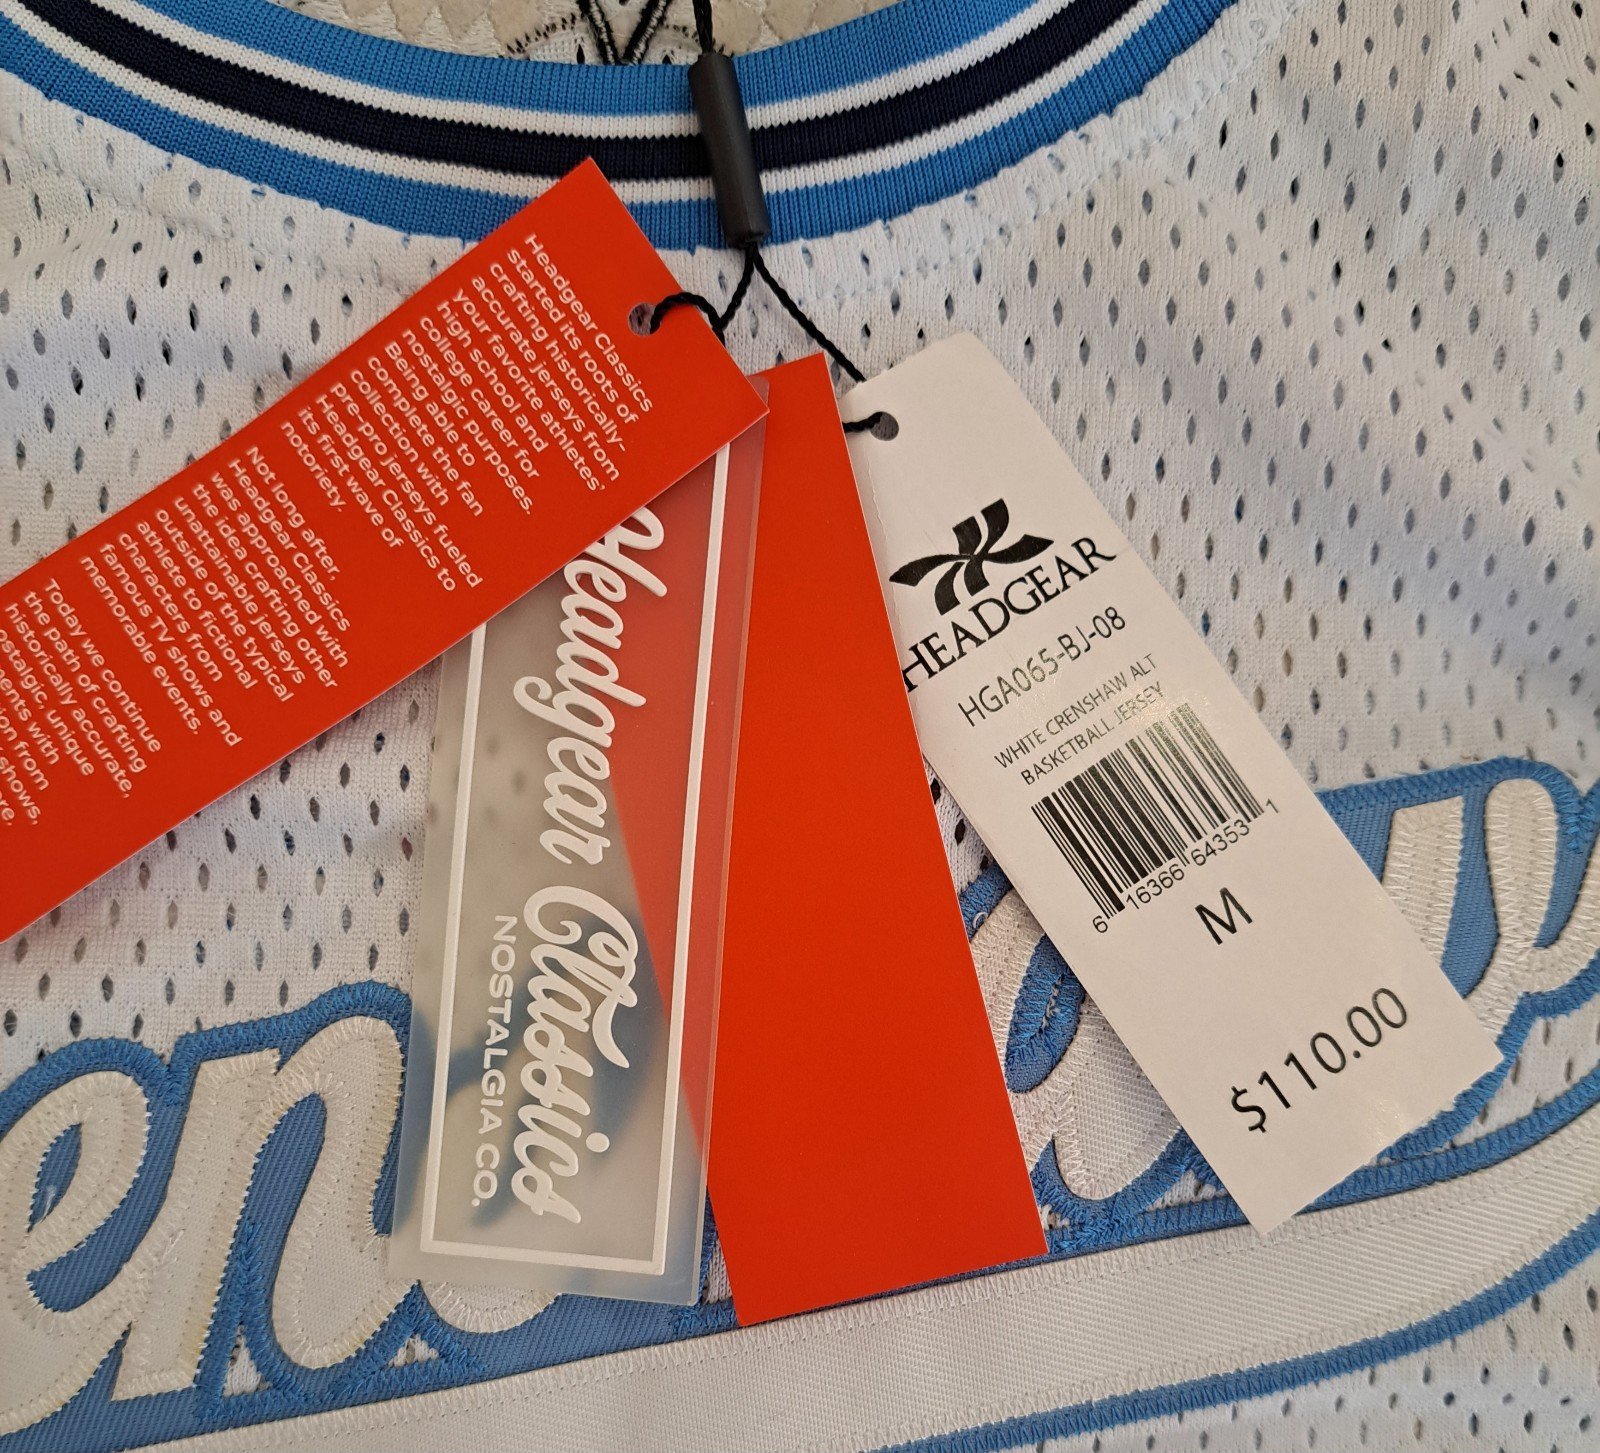 Headgear Classics
started its roots of
crafting historically-
accurate jerseys from
your favorite athletes'
high school and
college career for
nostalgic purposes.
Being able to
complete the fan
collection with
pre-pro jerseys fueled
Headgear Classics to
its first wave of
notoriety.
Not long after,
Headgear Classics
was approached with
the idea crafting other
unattainable jerseys
outside of the typical
athlete to fictional
characters from
famous TV shows and
memorable events.
Today we continue
the path of crafting
historically accurate,
nostalgic, unique
with
from
shows,
Headgear Classics
NOSTALGIA CO.
HEADGEAR
HGA065-BJ-08
WHITE CRENSHAW ALT
BASKETBALL JERSEY
6 16366 64353 1
M
$110.00